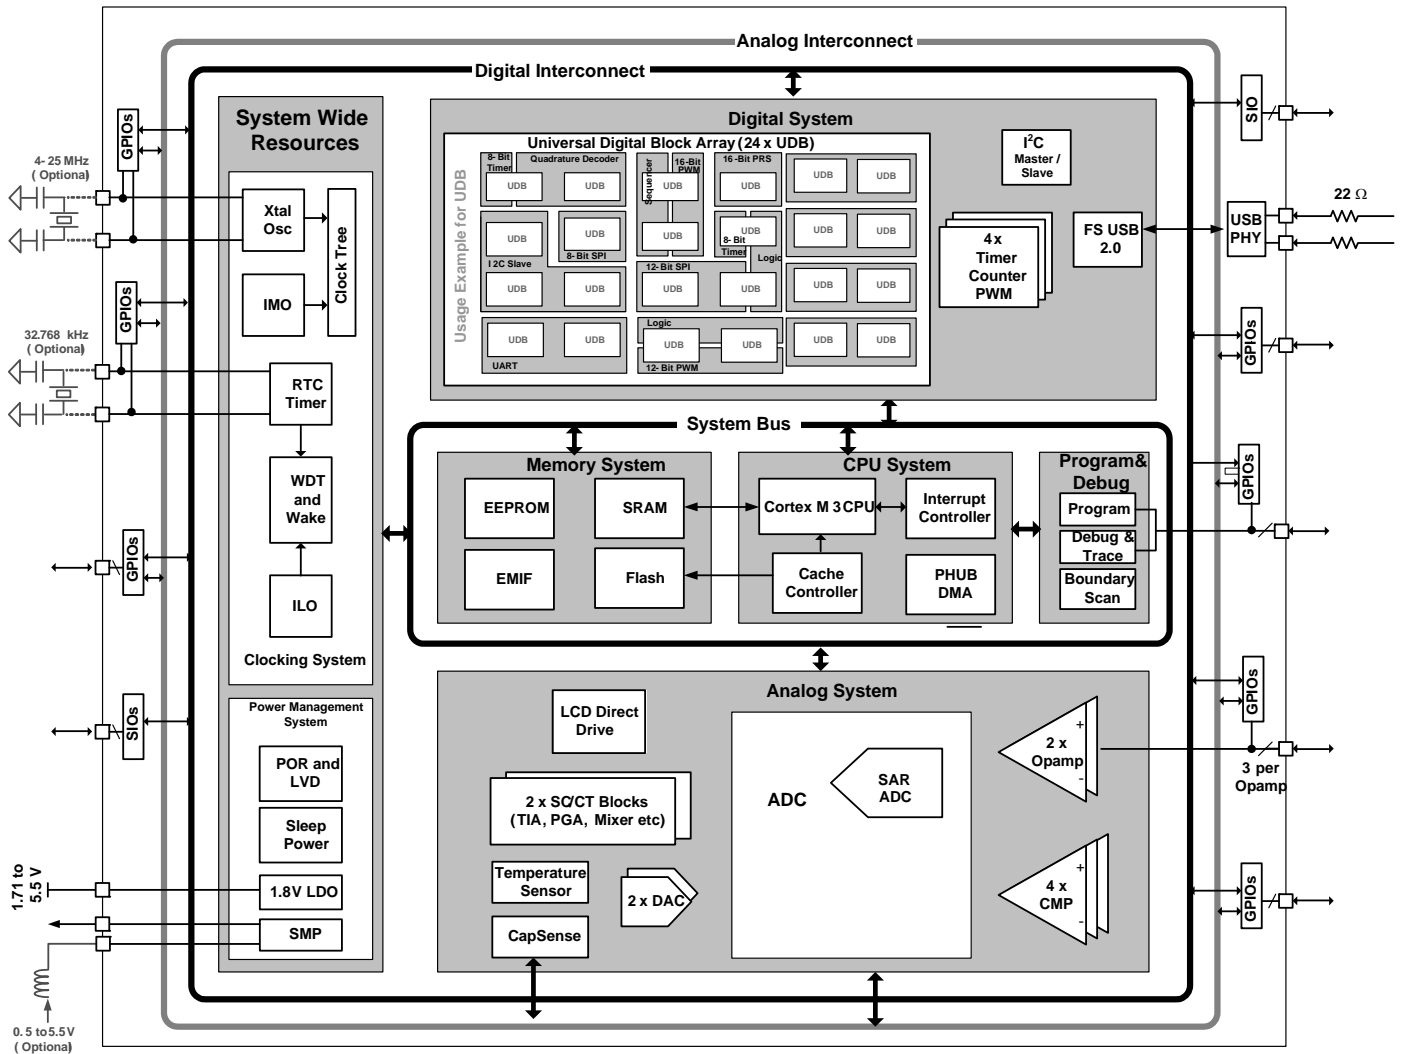 Analog Interconnect
Digital Interconnect
System Wide
Resources
Xtal
Osc
IMO
Clock Tree
RTC
Timer
WDT
and
Wake
ILO
Clocking System
Power Management
System
POR and
LVD
Sleep
Power
1.8V LDO
SMP
GPIOs
4- 25 MHz
( Optional)
GPIOs
32.768 kHz
( Optional)
GPIOs
SIOs
1.71 to
5.5 V
0. 5 to 5.5 V
( Optional)
Digital System
Universal Digital Block Array (24 x UDB)
Usage Example for UDB
8- Bit
Timer
Quadrature Decoder
Sequencer
16-Bit
PWM
16 -Bit PRS
UDB
UDB
UDB
UDB
UDB
UDB
UDB
UDB
UDB
UDB
UDB
UDB
I 2C Slave
8- Bit SPI
8- Bit
Timer
Logic
12-Bit SPI
UDB
UDB
UDB
UDB
UDB
UDB
Logic
UDB
UDB
UDB
UDB
UDB
UDB
UART
12- Bit PWM
I2C
Master /
Slave
4 x
Timer
Counter
PWM
FS USB
2.0
System Bus
Memory System
EEPROM
SRAM
EMIF
Flash
CPU System
Cortex M 3 CPU
Interrupt
Controller
Cache
Controller
PHUB
DMA
Program&
Debug
Program
Debug &
Trace
Boundary
Scan
Analog System
LCD Direct
Drive
2 x SC/CT Blocks
(TIA, PGA, Mixer etc)
Temperature
Sensor
CapSense
2 x DAC
ADC
SAR
ADC
+
2 x
Opamp
-
+
4 x
CMP
-
SIO
22 Ω
USB
PHY
GPIOs
GPIOs
GPIOs
3 per
Opamp
GPIOs